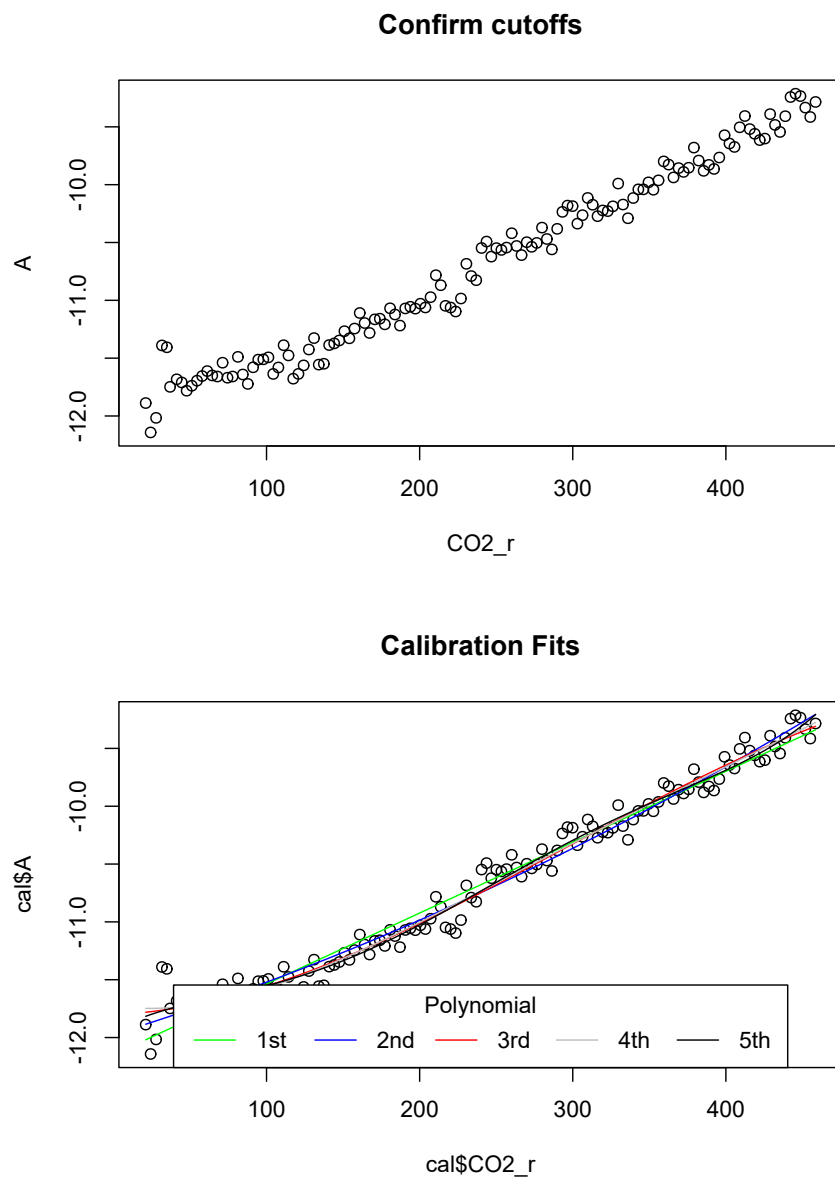 Confirm cutoffs
A
-10.0
-11.0
-12.0
100 200 300 400
CO2_r
Calibration Fits
cal$A
-10.0
-11.0
-12.0
Polynomial
1st 2nd 3rd 4th 5th
100 200 300 400
cal$CO2_r